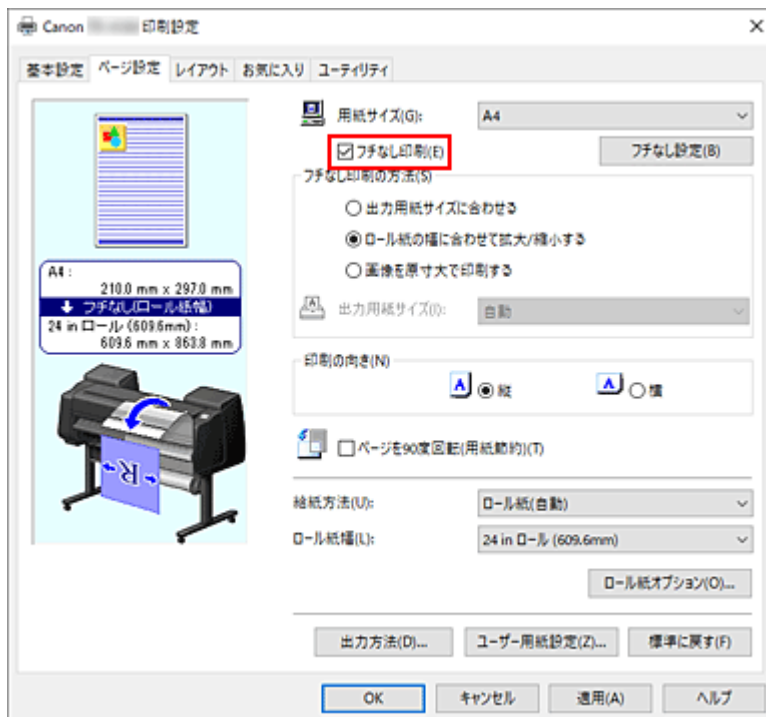 Canon 印刷設定
基本設定 ページ設定 レイアウト お気に入り ユーティリティ
用紙サイズ(G): A4
フチなし印刷(E) フチなし設定(B)
フチなし印刷の方法(S)
出力用紙サイズに合わせる
ロール紙の幅に合わせて拡大/縮小する
画像を原寸大で印刷する
出力用紙サイズ(I): 自動
A4 :
210.0 mm x 297.0 mm
フチなし(ロール紙幅)
24 in ロール (609.6mm) :
609.6 mm x 863.8 mm
印刷の向き(N)
A 縦 A 横
R
ページを90度回転(用紙節約)(T)
給紙方法(U): ロール紙(自動)
ロール紙幅(L): 24 in ロール (609.6mm)
ロール紙オプション(O)...
出力方法(D)... ユーザー用紙設定(Z)... 標準に戻す(F)
OK キャンセル 適用(A) ヘルプ